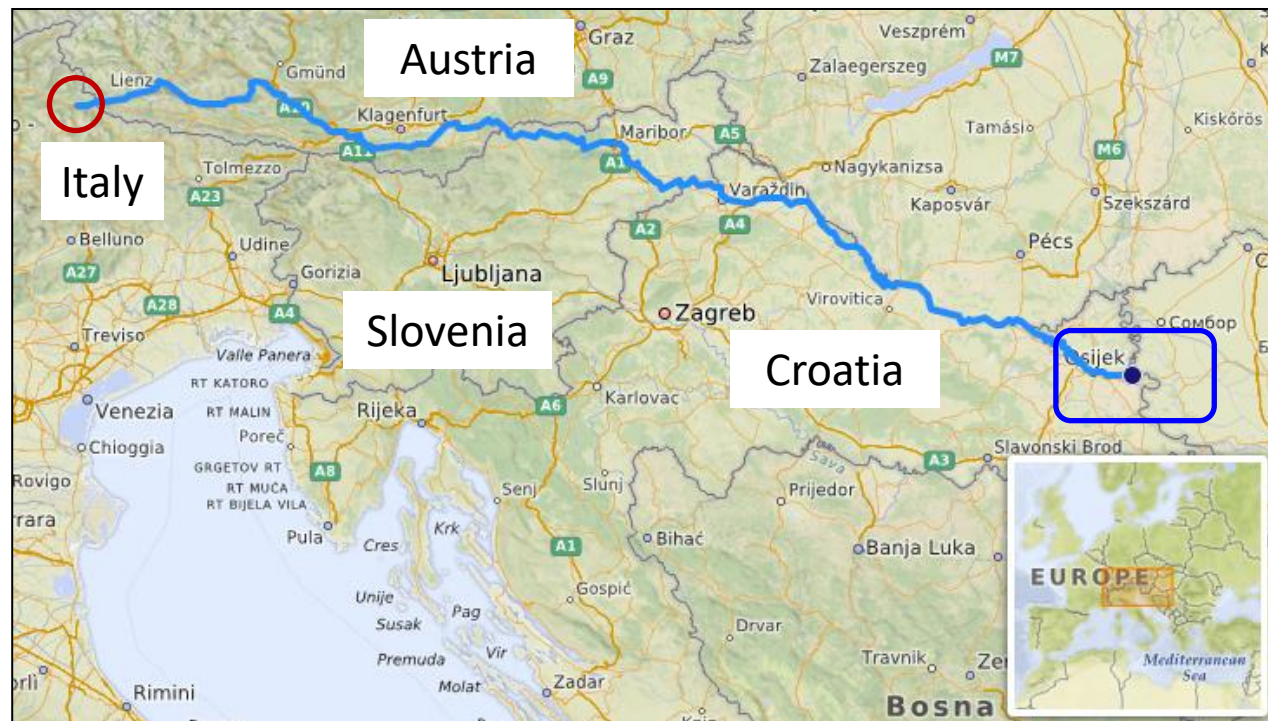 Graz
Veszprém
Austria
M7
Gmünd
Lienz
A9
Zalaegerszeg
A10
Klagenfurt
Tamási
Kiskőrös
Maribor
A5
A11
A1
M6
Italy
Tolmezzo
Nagykanizsa
A23
Varaždin
Kaposvár
Szekszárd
Belluno
Udine
A2
A4
Pécs
A27
Gorizia
Ljubljana
A28
A4
Virovitica
Treviso
Slovenia
Zagreb
Сомбор
Valle Panera
Croatia
Osijek
RT KATORO
Venezia
RT MALIN
Rijeka
A6
Karlovac
Chioggia
Poreč
Slavonski Brod
GRGETOV RT
A8
Sava
A3
Rovigo
RT MUĆA
Senj
Slunj
Prijedor
RT BIJELA VILA
rrara
Pula
Krk
Cres
A1
Bihać
Banja Luka
EUROPE
Unije
Gospić
Susak
Pag
Drvar
Premuda
Vir
Travnik
Zen
Mediterranean
Sea
orlì
Rimini
Molat
Zadar
Bosna